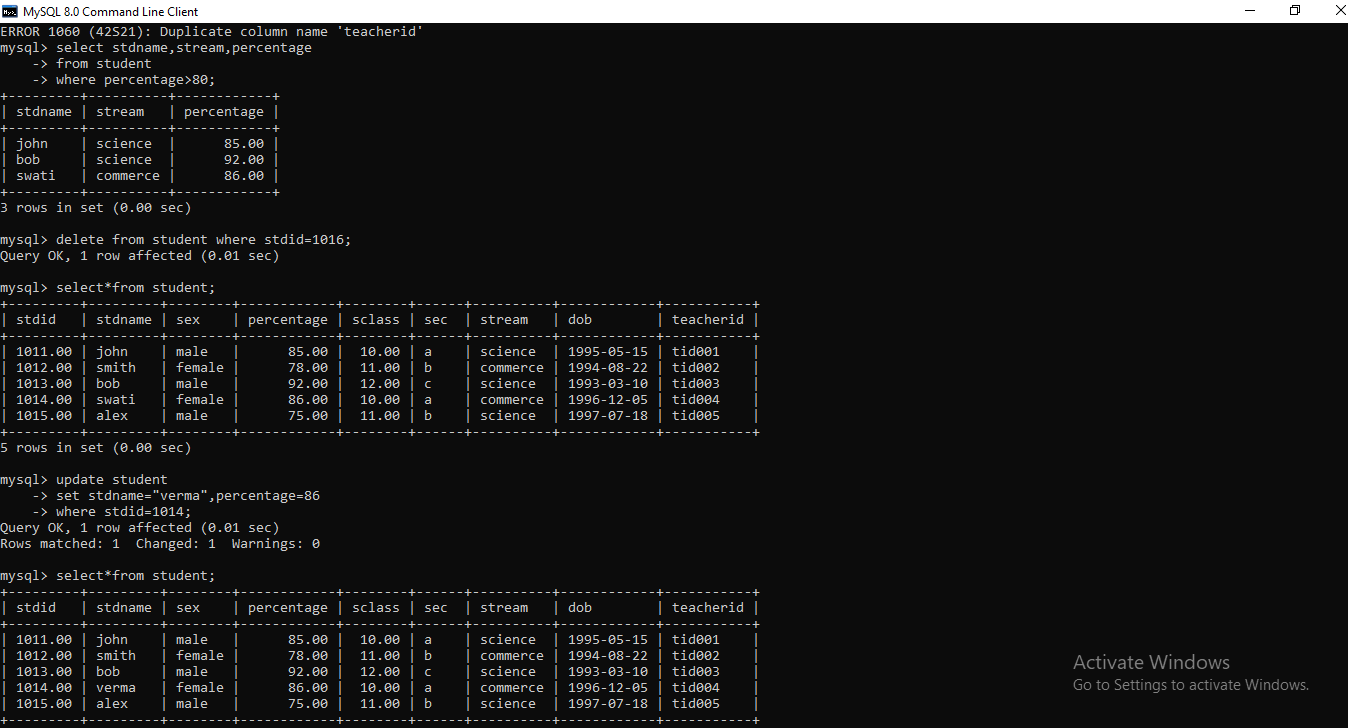 MySQL 8.0 Command Line Client
ERROR 1060 (42S21): Duplicate column name 'teacherid'
mysql> select stdname,stream,percentage
    -> from student
    -> where percentage>80;
+---------+----------+------------+
| stdname | stream   | percentage |
+---------+----------+------------+
| john    | science  |      85.00 |
| bob     | science  |      92.00 |
| swati   | commerce |      86.00 |
+---------+----------+------------+
3 rows in set (0.00 sec)
mysql> delete from student where stdid=1016;
Query OK, 1 row affected (0.01 sec)
mysql> select*from student;
+---------+---------+--------+------------+--------+------+----------+------------+-----------+
| stdid   | stdname | sex    | percentage | sclass | sec  | stream   | dob        | teacherid |
+---------+---------+--------+------------+--------+------+----------+------------+-----------+
| 1011.00 | john    | male   |      85.00 |  10.00 | a    | science  | 1995-05-15 | tid001    |
| 1012.00 | smith   | female |      78.00 |  11.00 | b    | commerce | 1994-08-22 | tid002    |
| 1013.00 | bob     | male   |      92.00 |  12.00 | c    | science  | 1993-03-10 | tid003    |
| 1014.00 | swati   | female |      86.00 |  10.00 | a    | commerce | 1996-12-05 | tid004    |
| 1015.00 | alex    | male   |      75.00 |  11.00 | b    | science  | 1997-07-18 | tid005    |
+---------+---------+--------+------------+--------+------+----------+------------+-----------+
5 rows in set (0.00 sec)
mysql> update student
    -> set stdname="verma",percentage=86
    -> where stdid=1014;
Query OK, 1 row affected (0.01 sec)
Rows matched: 1  Changed: 1  Warnings: 0
mysql> select*from student;
+---------+---------+--------+------------+--------+------+----------+------------+-----------+
| stdid   | stdname | sex    | percentage | sclass | sec  | stream   | dob        | teacherid |
+---------+---------+--------+------------+--------+------+----------+------------+-----------+
| 1011.00 | john    | male   |      85.00 |  10.00 | a    | science  | 1995-05-15 | tid001    |
| 1012.00 | smith   | female |      78.00 |  11.00 | b    | commerce | 1994-08-22 | tid002    |
| 1013.00 | bob     | male   |      92.00 |  12.00 | c    | science  | 1993-03-10 | tid003    |
| 1014.00 | verma   | female |      86.00 |  10.00 | a    | commerce | 1996-12-05 | tid004    |
| 1015.00 | alex    | male   |      75.00 |  11.00 | b    | science  | 1997-07-18 | tid005    |
+---------+---------+--------+------------+--------+------+----------+------------+-----------+
Activate Windows
Go to Settings to activate Windows.